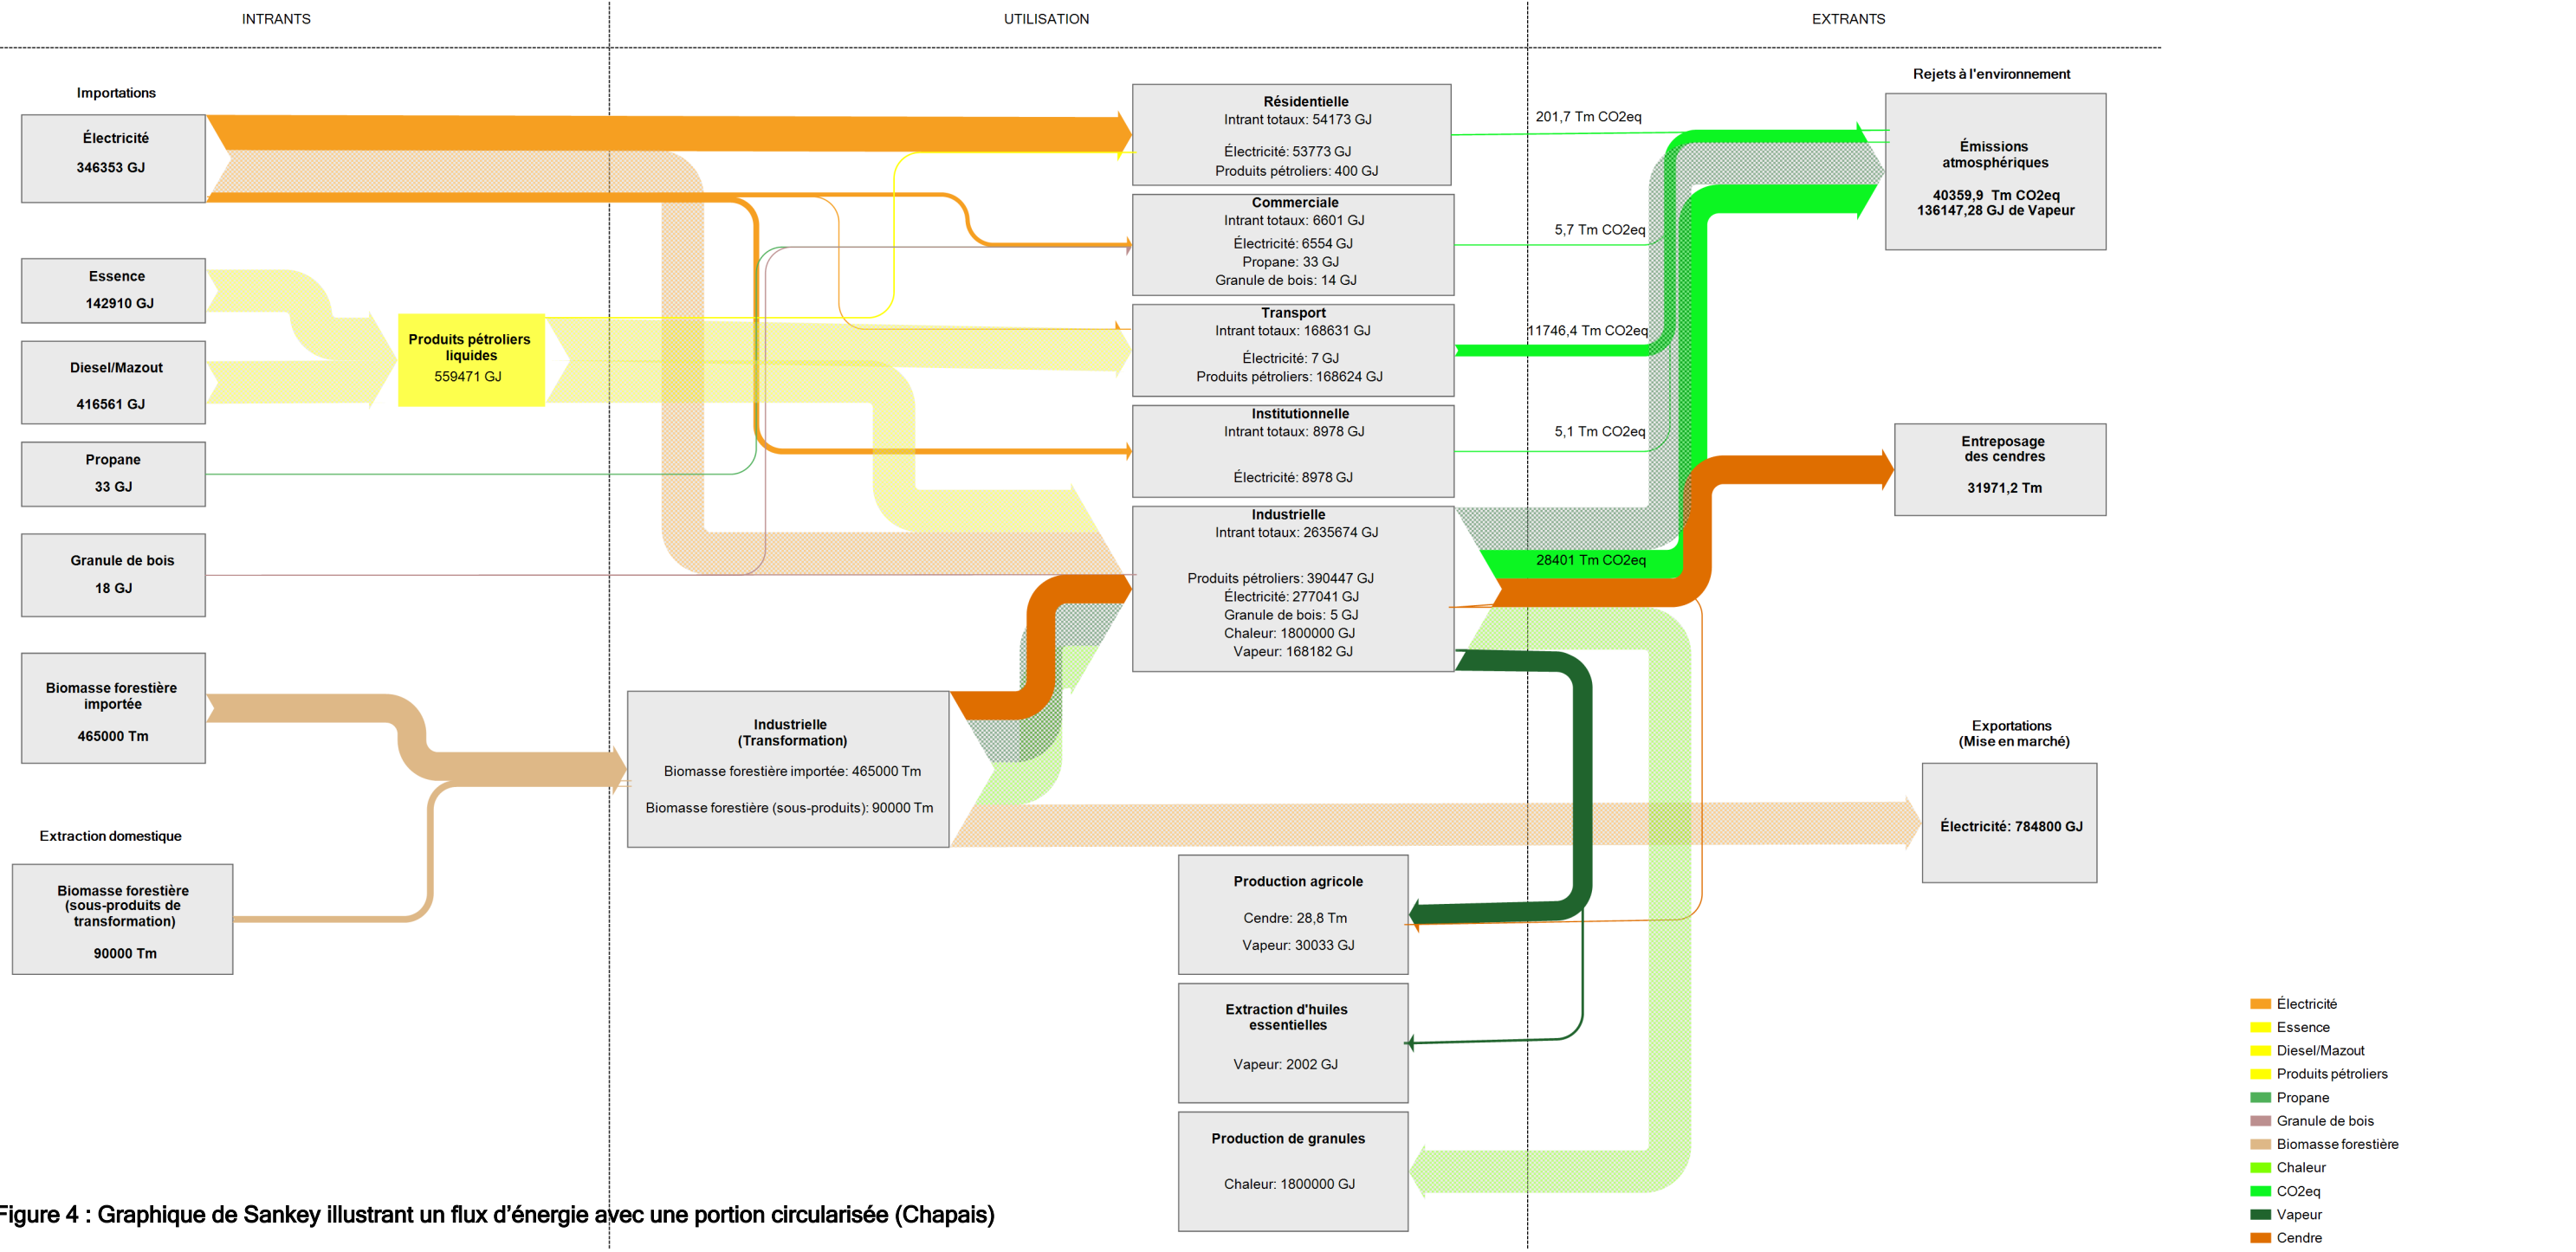 INTRANTS
UTILISATION
EXTRANTS
Importations
Électricité
346353 GJ
Essence
142910 GJ
Diesel/Mazout
416561 GJ
Propane
33 GJ
Granule de bois
18 GJ
Biomasse forestière
importée
465000 Tm
Extraction domestique
Biomasse forestière
(sous-produits de
transformation)
90000 Tm
Produits pétroliers
liquides
559471 GJ
Industrielle
(Transformation)
Biomasse forestière importée: 465000 Tm
Biomasse forestière (sous-produits): 90000 Tm
Résidentielle
Intrant totaux: 54173 GJ
Électricité: 53773 GJ
Produits pétroliers: 400 GJ
Commerciale
Intrant totaux: 6601 GJ
Électricité: 6554 GJ
Propane: 33 GJ
Granule de bois: 14 GJ
Transport
Intrant totaux: 168631 GJ
Électricité: 7 GJ
Produits pétroliers: 168624 GJ
Institutionnelle
Intrant totaux: 8978 GJ
Électricité: 8978 GJ
Industrielle
Intrant totaux: 2635674 GJ
Produits pétroliers: 390447 GJ
Électricité: 277041 GJ
Granule de bois: 5 GJ
Chaleur: 1800000 GJ
Vapeur: 168182 GJ
Production agricole
Cendre: 28,8 Tm
Vapeur: 30033 GJ
Extraction d'huiles
essentielles
Vapeur: 2002 GJ
Production de granules
Chaleur: 1800000 GJ
201,7 Tm CO2eq
5,7 Tm CO2eq
11746,4 Tm CO2eq
5,1 Tm CO2eq
28401 Tm CO2eq
Rejets à l'environnement
Émissions
atmosphériques
40359,9 Tm CO2eq
136147,28 GJ de Vapeur
Entreposage
des cendres
31971,2 Tm
Exportations
(Mise en marché)
Électricité: 784800 GJ
Électricité
Essence
Diesel/Mazout
Produits pétroliers
Propane
Granule de bois
Biomasse forestière
Chaleur
CO2eq
Vapeur
Cendre
Figure 4 : Graphique de Sankey illustrant un flux d'énergie avec une portion circularisée (Chapais)